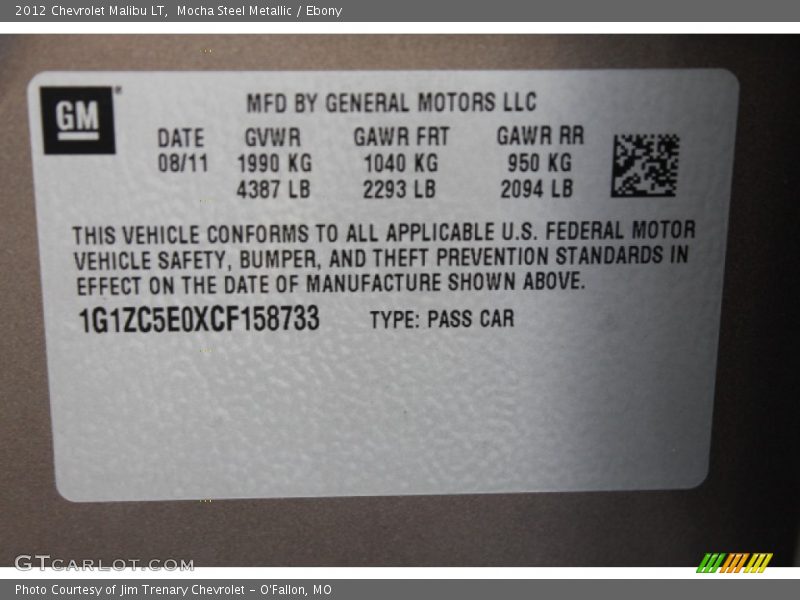 2012 Chevrolet Malibu LT, Mocha Steel Metallic / Ebony
GM
MFD BY GENERAL MOTORS LLC
DATE GVWR GAWR FRT GAWR RR
08/11 1990 KG 1040 KG 950 KG
4387 LB 2293 LB 2094 LB
THIS VEHICLE CONFORMS TO ALL APPLICABLE U.S. FEDERAL MOTOR
VEHICLE SAFETY, BUMPER, AND THEFT PREVENTION STANDARDS IN
EFFECT ON THE DATE OF MANUFACTURE SHOWN ABOVE.
1G1ZC5E0XCF158733 TYPE: PASS CAR
GTCARLOT.COM
Photo Courtesy of Jim Trenary Chevrolet - O'Fallon, MO